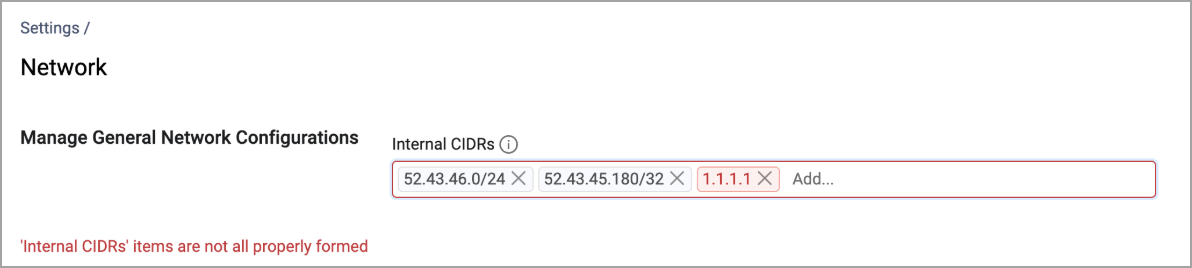 Settings /
Network
Manage General Network Configurations
Internal CIDRs
52.43.46.0/24 52.43.45.180/32 1.1.1.1 Add...
'Internal CIDRs' items are not all properly formed